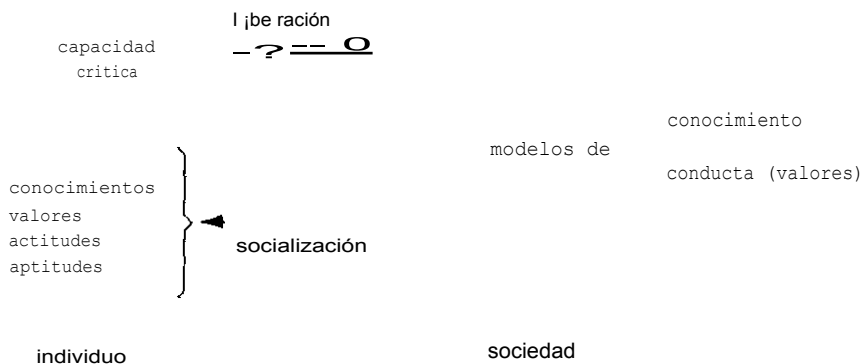 l ¡be ración
capacidad
critica
–? –– O
conocimiento
modelos de
conducta (valores)
conocimientos
valores
actitudes
aptitudes
socialización
individuo
sociedad